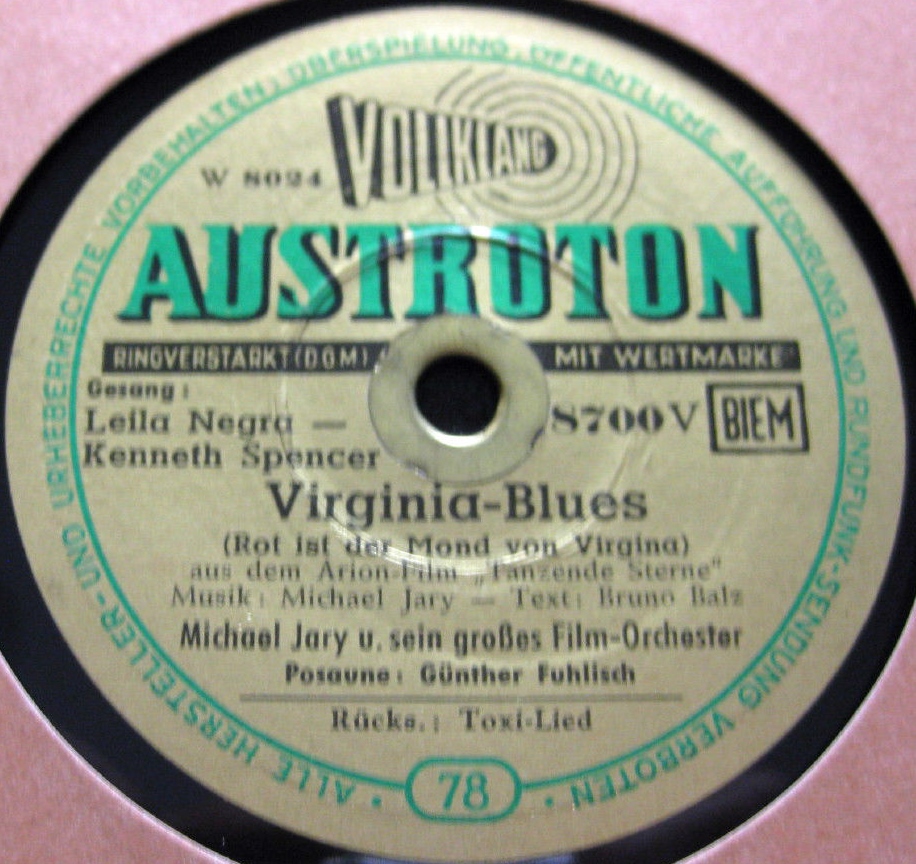 ALLE HERSTELLER- UND URHEBERRECHTE VORBEHALTEN; ÜBERSPIELUNG, ÖFFENTLICHE AUFFÜHRUNG UND RUNDFUNK-SENDUNG VERBOTEN
VOLLKLANG
W 8024
AUSTROTON
RINGVERSTÄRKT (DGM) MIT WERTMARKE
Gesang:
Leila Negra —
8700 V BIEM
Kenneth Spencer
Virginia-Blues
(Rot ist der Mond von Virgina)
aus dem Arion-Film „Tanzende Sterne"
Musik: Michael Jary — Text: Bruno Balz
Michael Jary u. sein großes Film-Orchester
Posaune: Günther Fuhlisch
Rücks.: Toxi-Lied
78